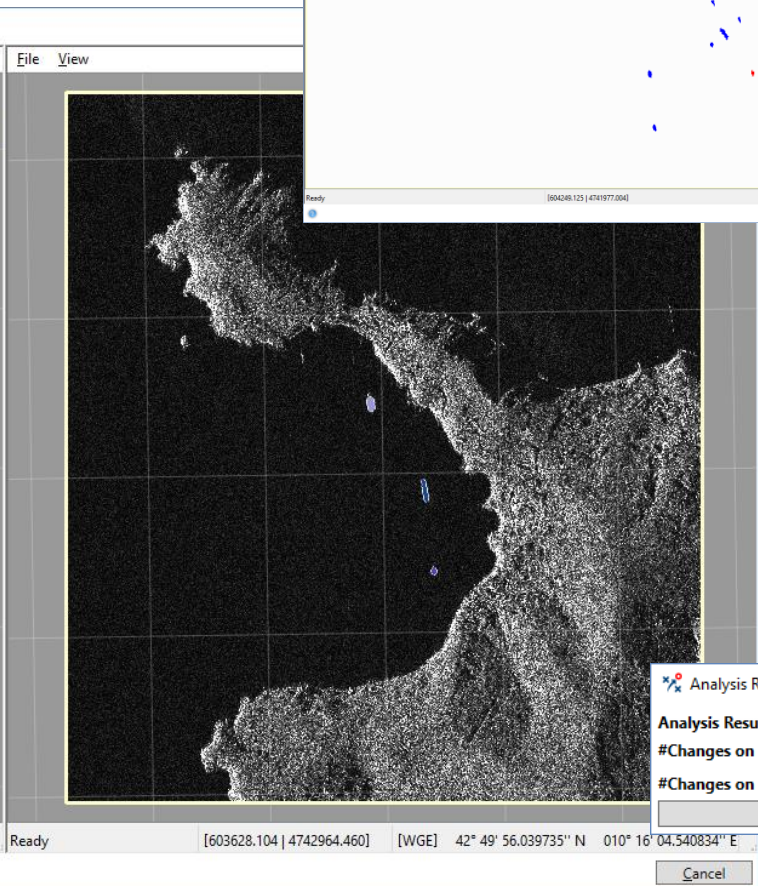 File View
Ready [604249.125 | 4741977.004]
Analysis R
Analysis Resu
#Changes on
#Changes on
Ready [603628.104 | 4742964.460] [WGE] 42° 49' 56.039735'' N 010° 16' 04.540834'' E
Cancel